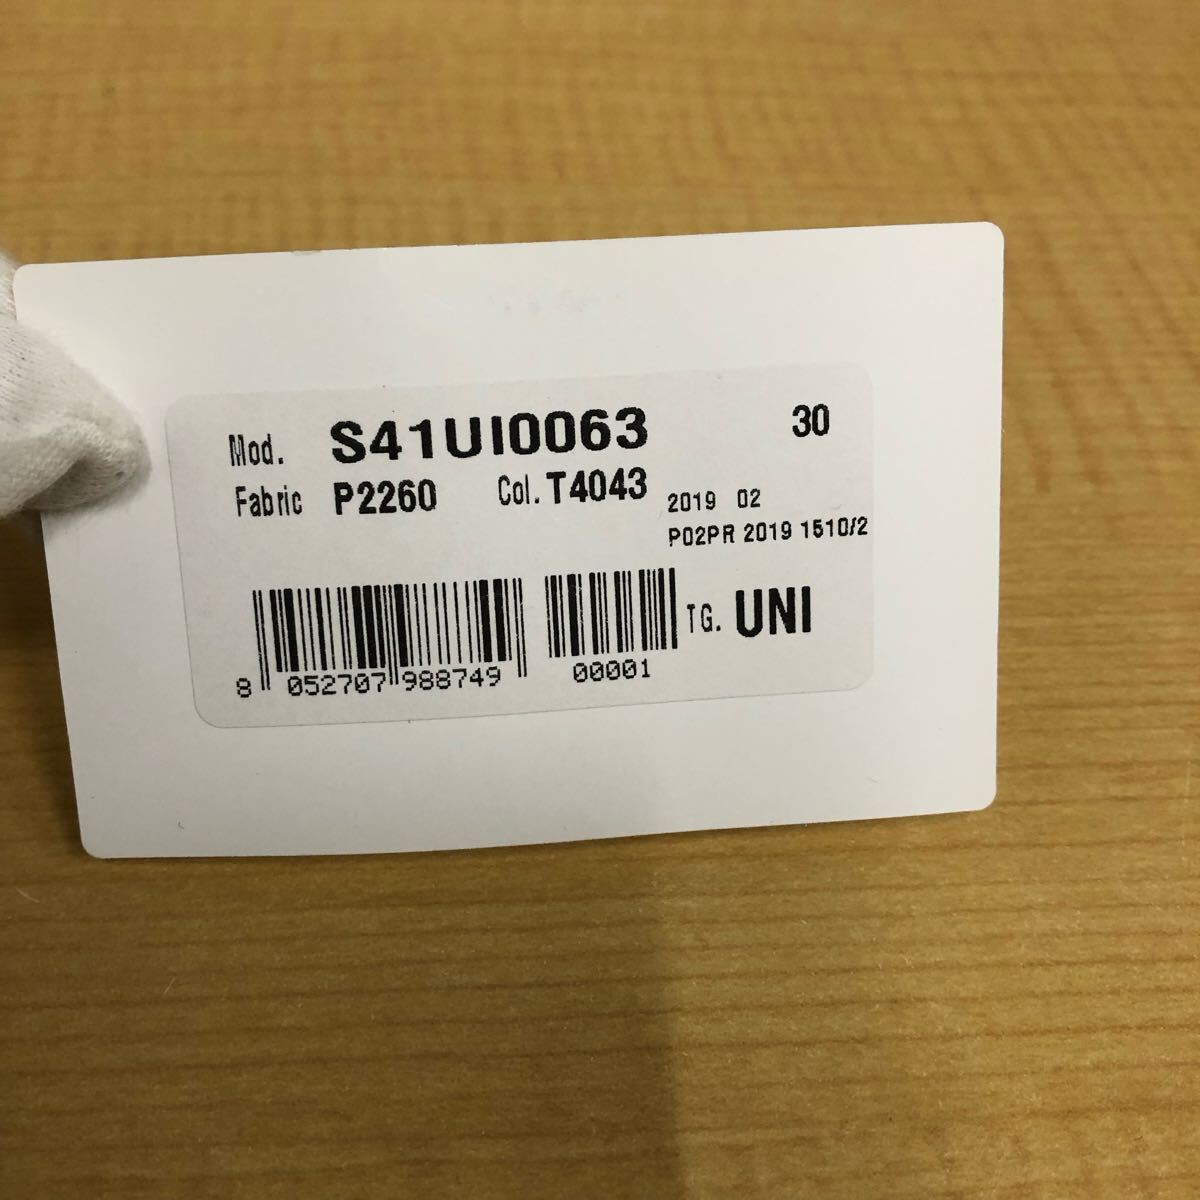 Mod. S41UI0063 30
Fabric P2260 Col. T4043
2019 02
P02PR 2019 1510/2
TG. UNI
8 052707 988749 00001